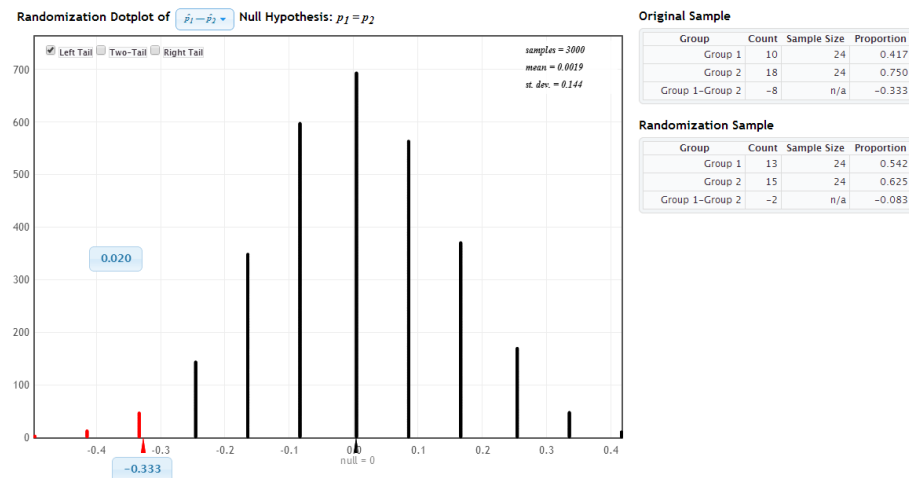 Randomization Dotplot of p̂1 − p̂2 ▾ Null Hypothesis: p1 = p2
Left Tail Two-Tail Right Tail
samples = 3000
mean = 0.0019
st. dev. = 0.144
700
600
500
400
300
200
100
0
0.020
-0.4 -0.3 -0.2 -0.1 0.0 0.1 0.2 0.3 0.4
null = 0
-0.333
Original Sample
Group Count Sample Size Proportion
Group 1 10 24 0.417
Group 2 18 24 0.750
Group 1-Group 2 -8 n/a -0.333
Randomization Sample
Group Count Sample Size Proportion
Group 1 13 24 0.542
Group 2 15 24 0.625
Group 1-Group 2 -2 n/a -0.083